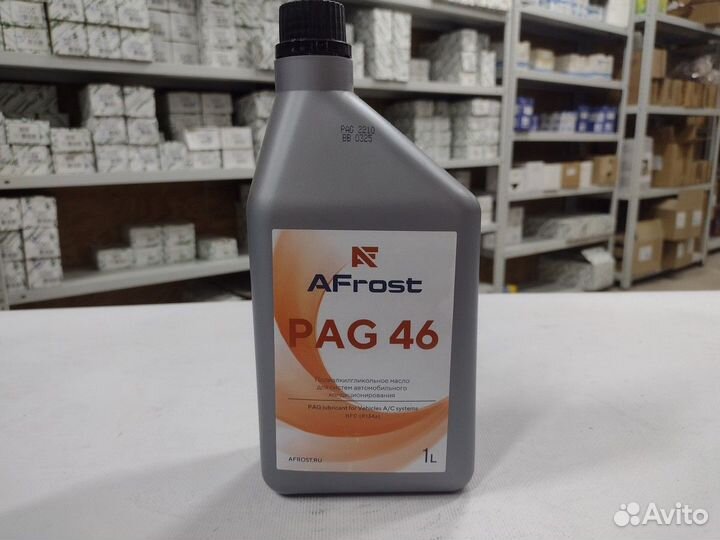 PAG 2210
BB 0325
AFrost
PAG 46
Полиалкилгликольное масло
для систем автомобильного
кондиционирования
PAG lubricant for Vehicles A/C systems
HFC (R134a)
AFROST.RU
1L
Avito